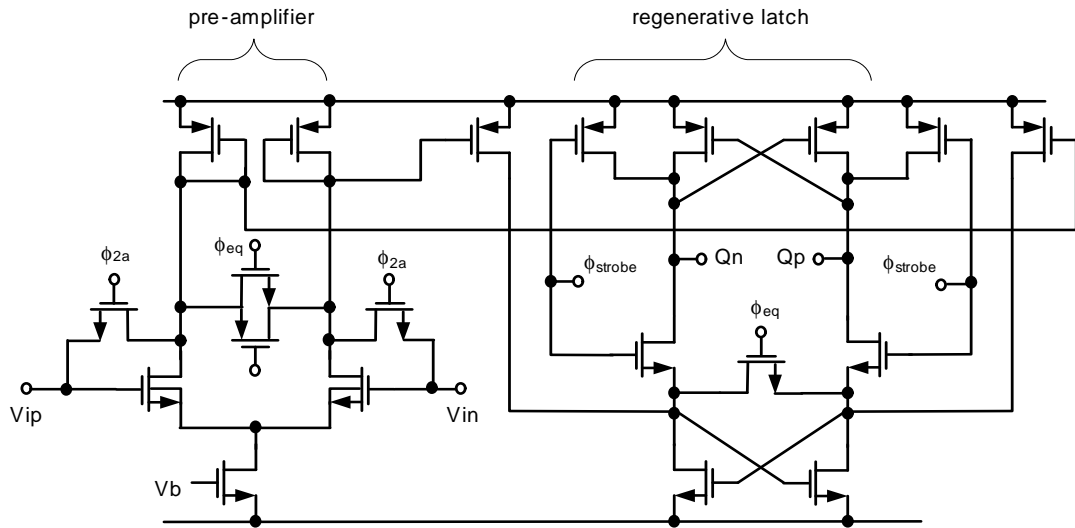 pre-amplifier
regenerative latch
ϕ2a
ϕeq
ϕ2a
Qn
Qp
ϕstrobe
ϕstrobe
ϕeq
Vip
Vin
Vb